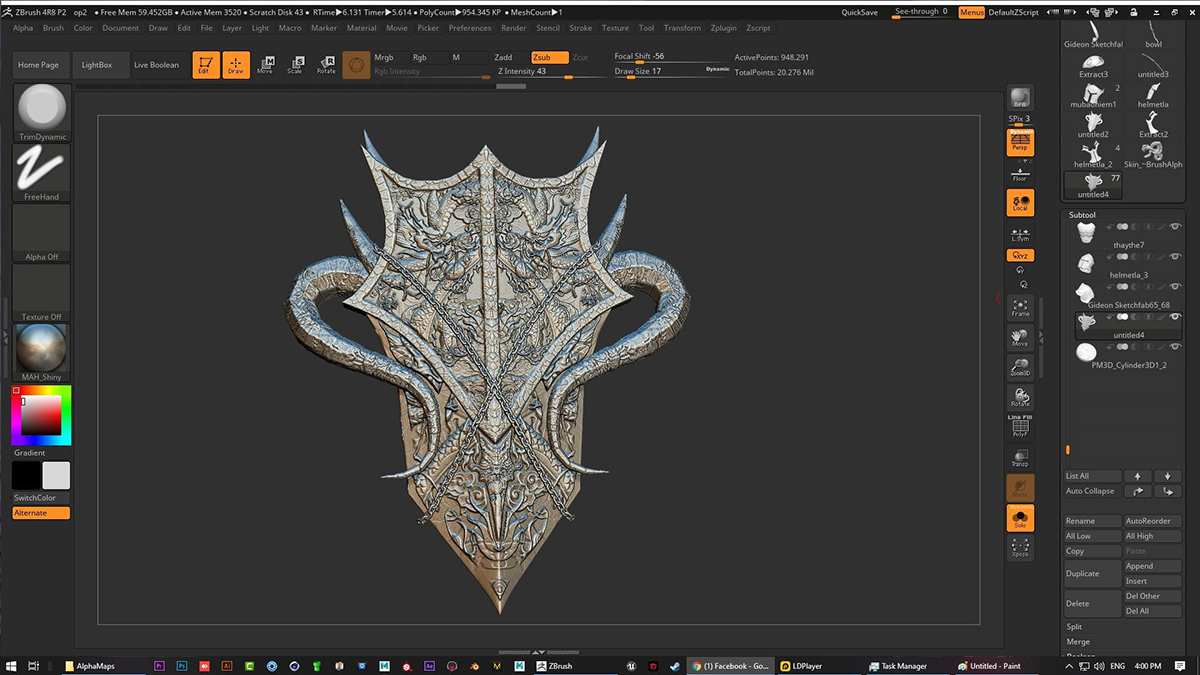 ZBrush 4R8 P2 op2 • Free Mem 59.452GB • Active Mem 3520 • Scratch Disk 43 • RTime▶6.131 Timer▶5.614 • PolyCount▶954.345 KP • MeshCount▶1
QuickSave See-through 0 Menus DefaultZScript
Alpha Brush Color Document Draw Edit File Layer Light Macro Marker Material Movie Picker Preferences Render Stencil Stroke Texture Tool Transform Zplugin Zscript
Home Page LightBox Live Boolean Edit Draw Move Scale Rotate
Mrgb Rgb M Zadd Zsub Zcut
Rgb Intensity Z Intensity 43
Focal Shift -56
Draw Size 17 Dynamic
ActivePoints: 948,291
TotalPoints: 20.276 Mil
TrimDynamic
FreeHand
Alpha Off
Texture Off
MAH_Shiny
Gradient
SwitchColor
Alternate
BPR
SPix 3
Dynamic
Persp
Floor
Local
L.Sym
QXYZ
Frame
Move
Zoom3D
Rotate
Line Fill
PolyF
Transp
Solo
Xpose
Gideon Sketchfal bowl
Extract3 untitled3
2
mubaohiem1 helmetla
untitled2 Extract2
4
helmetla_2 Skin_~BrushAlph
77
untitled4
Subtool
thaythe7
helmetla_3
Gideon Sketchfab65_68
untitled4
PM3D_Cylinder3D1_2
List All
Auto Collapse
Rename AutoReorder
All Low All High
Copy Paste
Duplicate Append
Insert
Delete Del Other
Del All
Split
Merge
AlphaMaps ZBrush (1) Facebook - Go... LDPlayer Task Manager Untitled - Paint ENG 4:00 PM